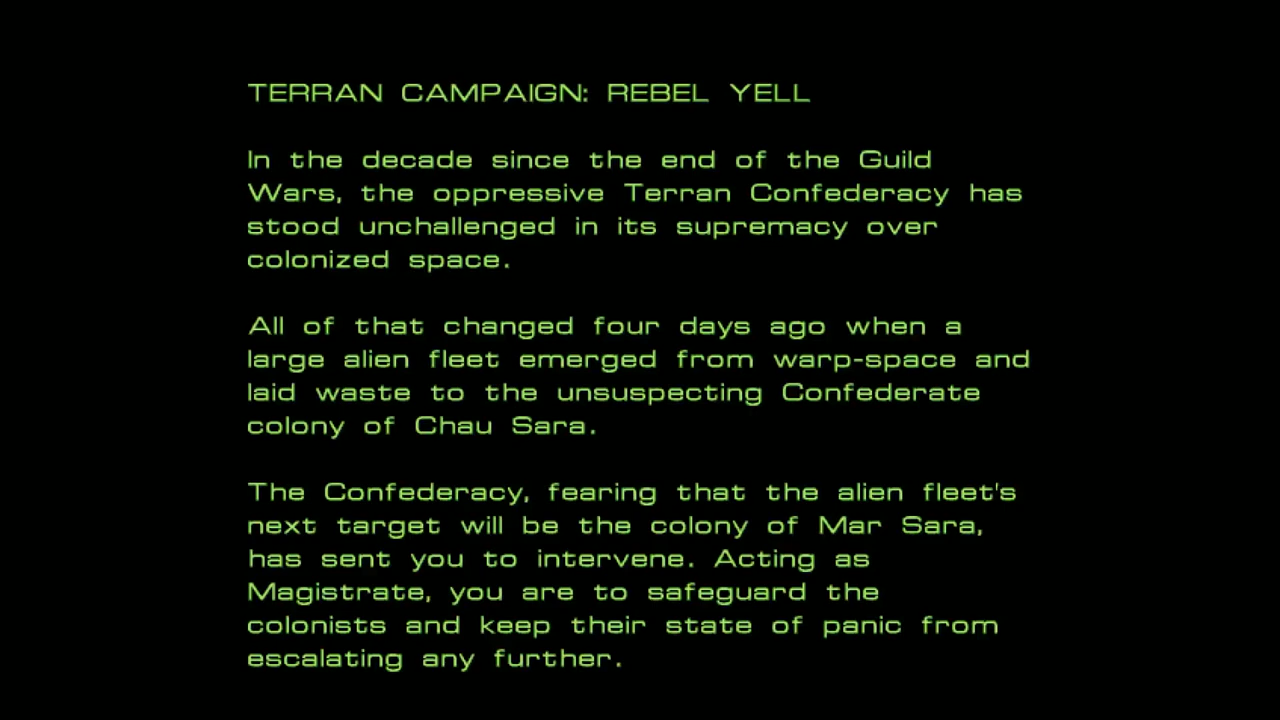 TERRAN CAMPAIGN: REBEL YELL
In the decade since the end of the Guild
Wars, the oppressive Terran Confederacy has
stood unchallenged in its supremacy over
colonized space.
All of that changed four days ago when a
large alien fleet emerged from warp-space and
laid waste to the unsuspecting Confederate
colony of Chau Sara.
The Confederacy, fearing that the alien fleet's
next target will be the colony of Mar Sara,
has sent you to intervene. Acting as
Magistrate, you are to safeguard the
colonists and keep their state of panic from
escalating any further.